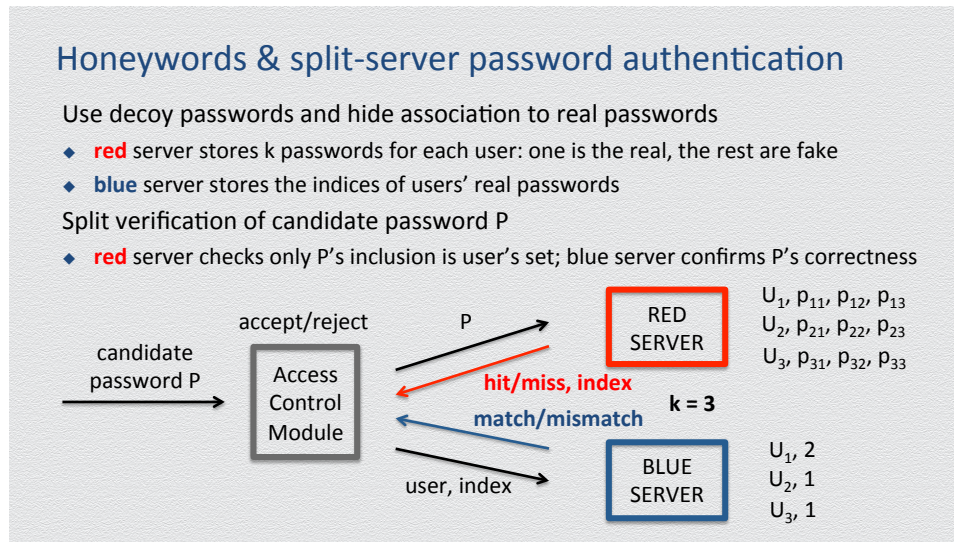 Honeywords & split-server password authentication
Use decoy passwords and hide association to real passwords
◆ red server stores k passwords for each user: one is the real, the rest are fake
◆ blue server stores the indices of users' real passwords
Split verification of candidate password P
◆ red server checks only P's inclusion is user's set; blue server confirms P's correctness
accept/reject
candidate
password P
Access
Control
Module
P
hit/miss, index
match/mismatch
user, index
RED
SERVER
U₁, p₁₁, p₁₂, p₁₃
U₂, p₂₁, p₂₂, p₂₃
U₃, p₃₁, p₃₂, p₃₃
k = 3
BLUE
SERVER
U₁, 2
U₂, 1
U₃, 1